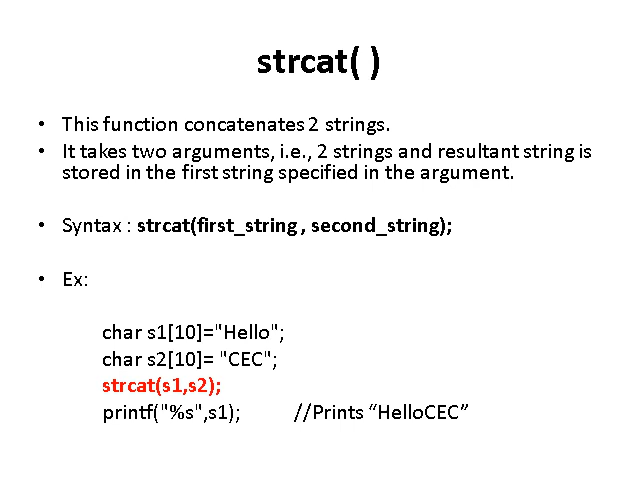 strcat( )
• This function concatenates 2 strings.
• It takes two arguments, i.e., 2 strings and resultant string is
stored in the first string specified in the argument.
• Syntax : strcat(first_string , second_string);
• Ex:
char s1[10]="Hello";
char s2[10]= "CEC";
strcat(s1,s2);
printf("%s",s1); //Prints “HelloCEC”